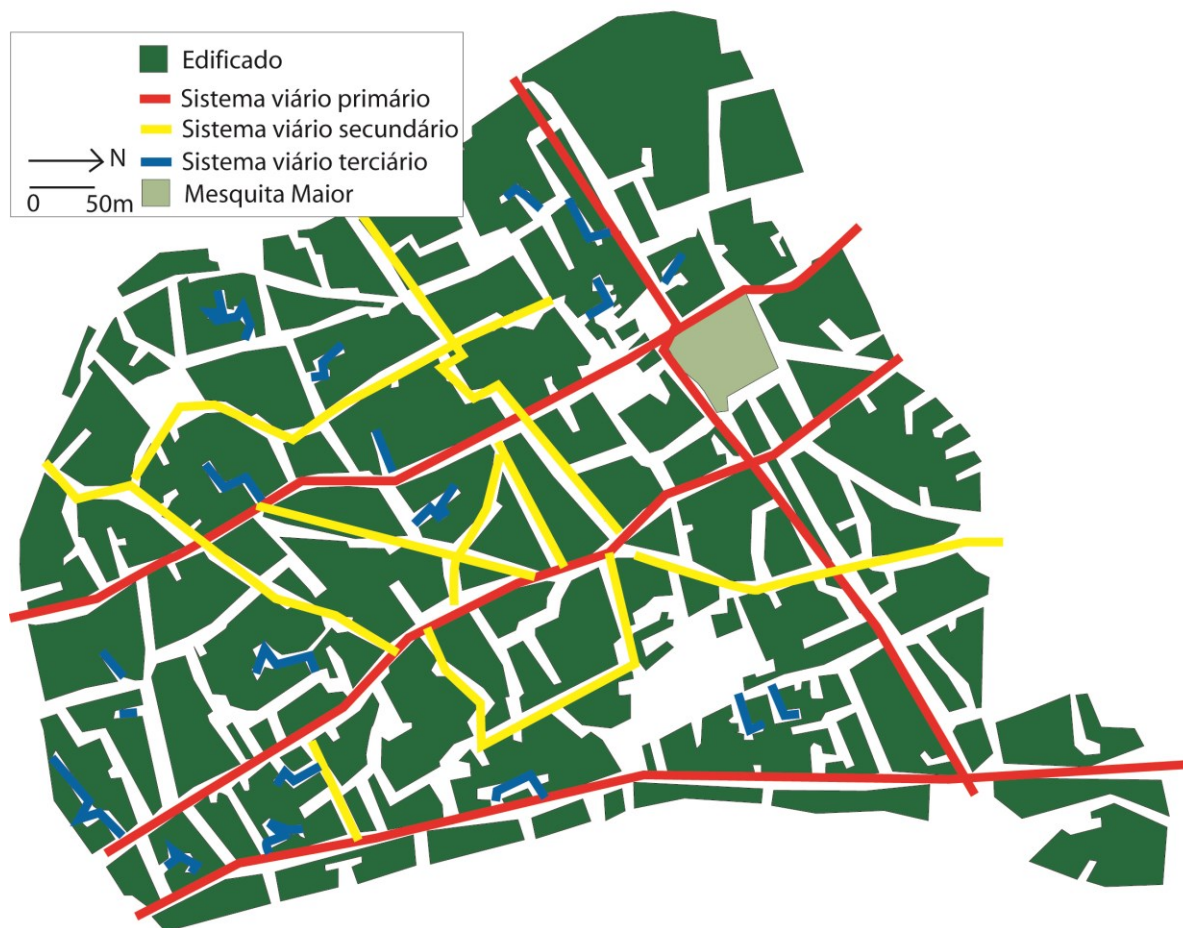 Edificado
Sistema viário primário
Sistema viário secundário
Sistema viário terciário
N
0 50m
Mesquita Maior